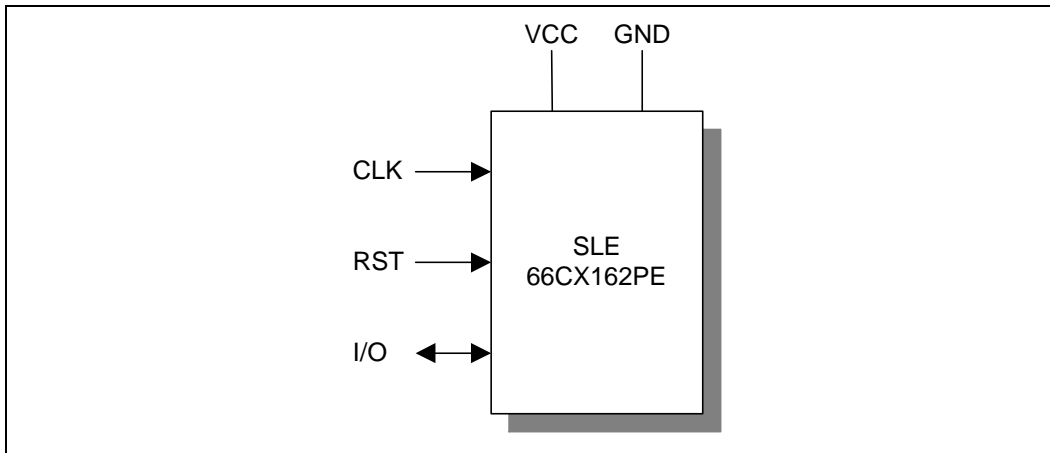 VCC GND
CLK
RST
I/O
SLE
66CX162PE